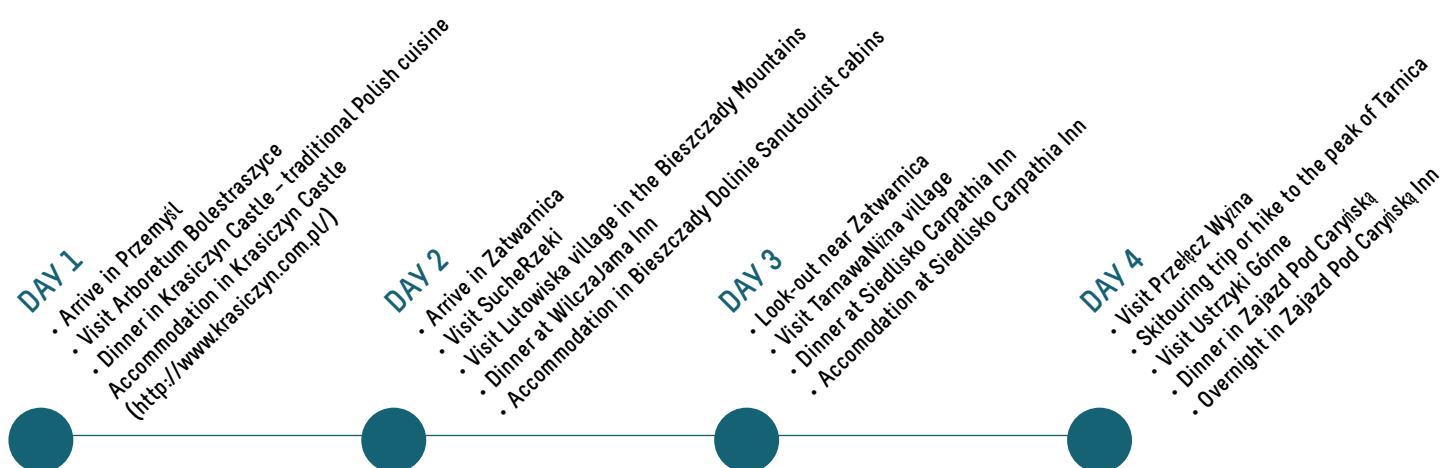 DAY 1
• Arrive in Przemyśl
• Visit Arboretum Bolestraszyce
• Dinner in Krasiczyn Castle – traditional Polish cuisine
Accommodation in Krasiczyn Castle
(http://www.krasiczyn.com.pl/)
DAY 2
• Arrive in Zatwarnica
• Visit SucheRzeki
• Visit Lutowiska village in the Bieszczady Mountains
• Dinner at WilczaJama Inn
• Accommodation in Bieszczady Dolinie Sanutourist cabins
DAY 3
• Look-out near Zatwarnica
• Visit TarnawaNiżna village
• Dinner at Siedlisko Carpathia Inn
• Accomodation at Siedlisko Carpathia Inn
DAY 4
• Visit Przełęcz Wyżna
• Skitouring trip or hike to the peak of Tarnica
• Visit Ustrzyki Górne
• Dinner in Zajazd Pod Caryńską
• Overnight in Zajazd Pod Caryńską Inn